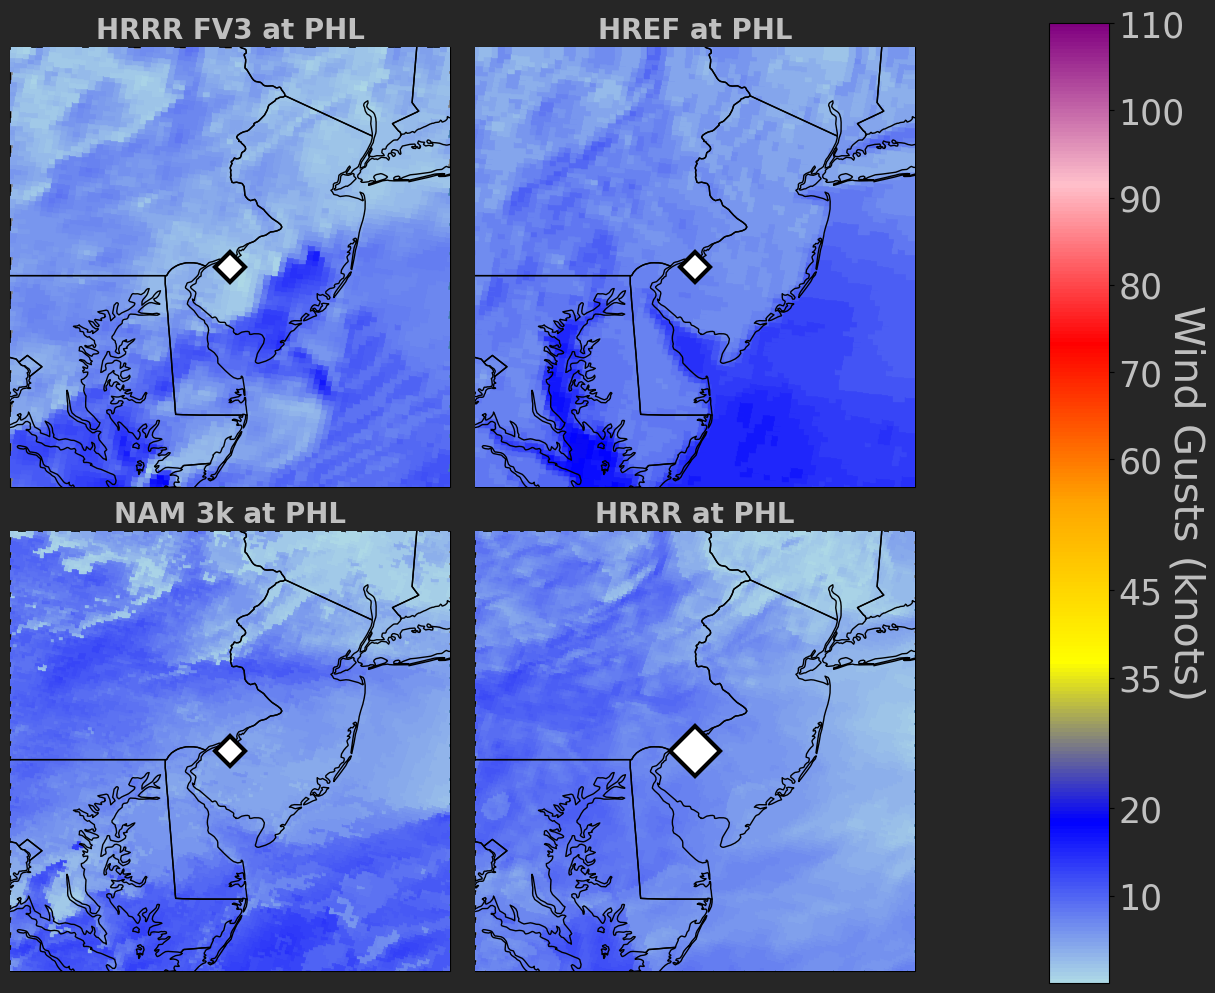 HRRR FV3 at PHL
HREF at PHL
NAM 3k at PHL
HRRR at PHL
110
100
90
80
70
60
45
35
20
10
Wind Gusts (knots)